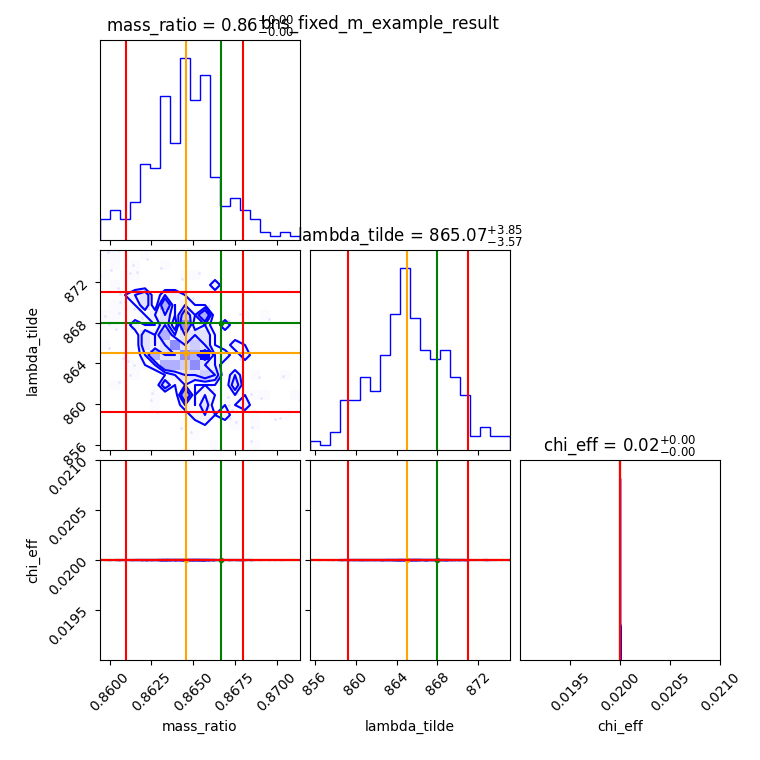 mass_ratio = 0.86+0.00−0.00
_fixed_m_example_result
lambda_tilde = 865.07+3.85−3.57
872
868
864
860
856
lambda_tilde
chi_eff = 0.02+0.00−0.00
0.0210
0.0205
0.0200
0.0195
chi_eff
0.8600 0.8625 0.8650 0.8675 0.8700
mass_ratio
856 860 864 868 872
lambda_tilde
0.0195 0.0200 0.0205 0.0210
chi_eff